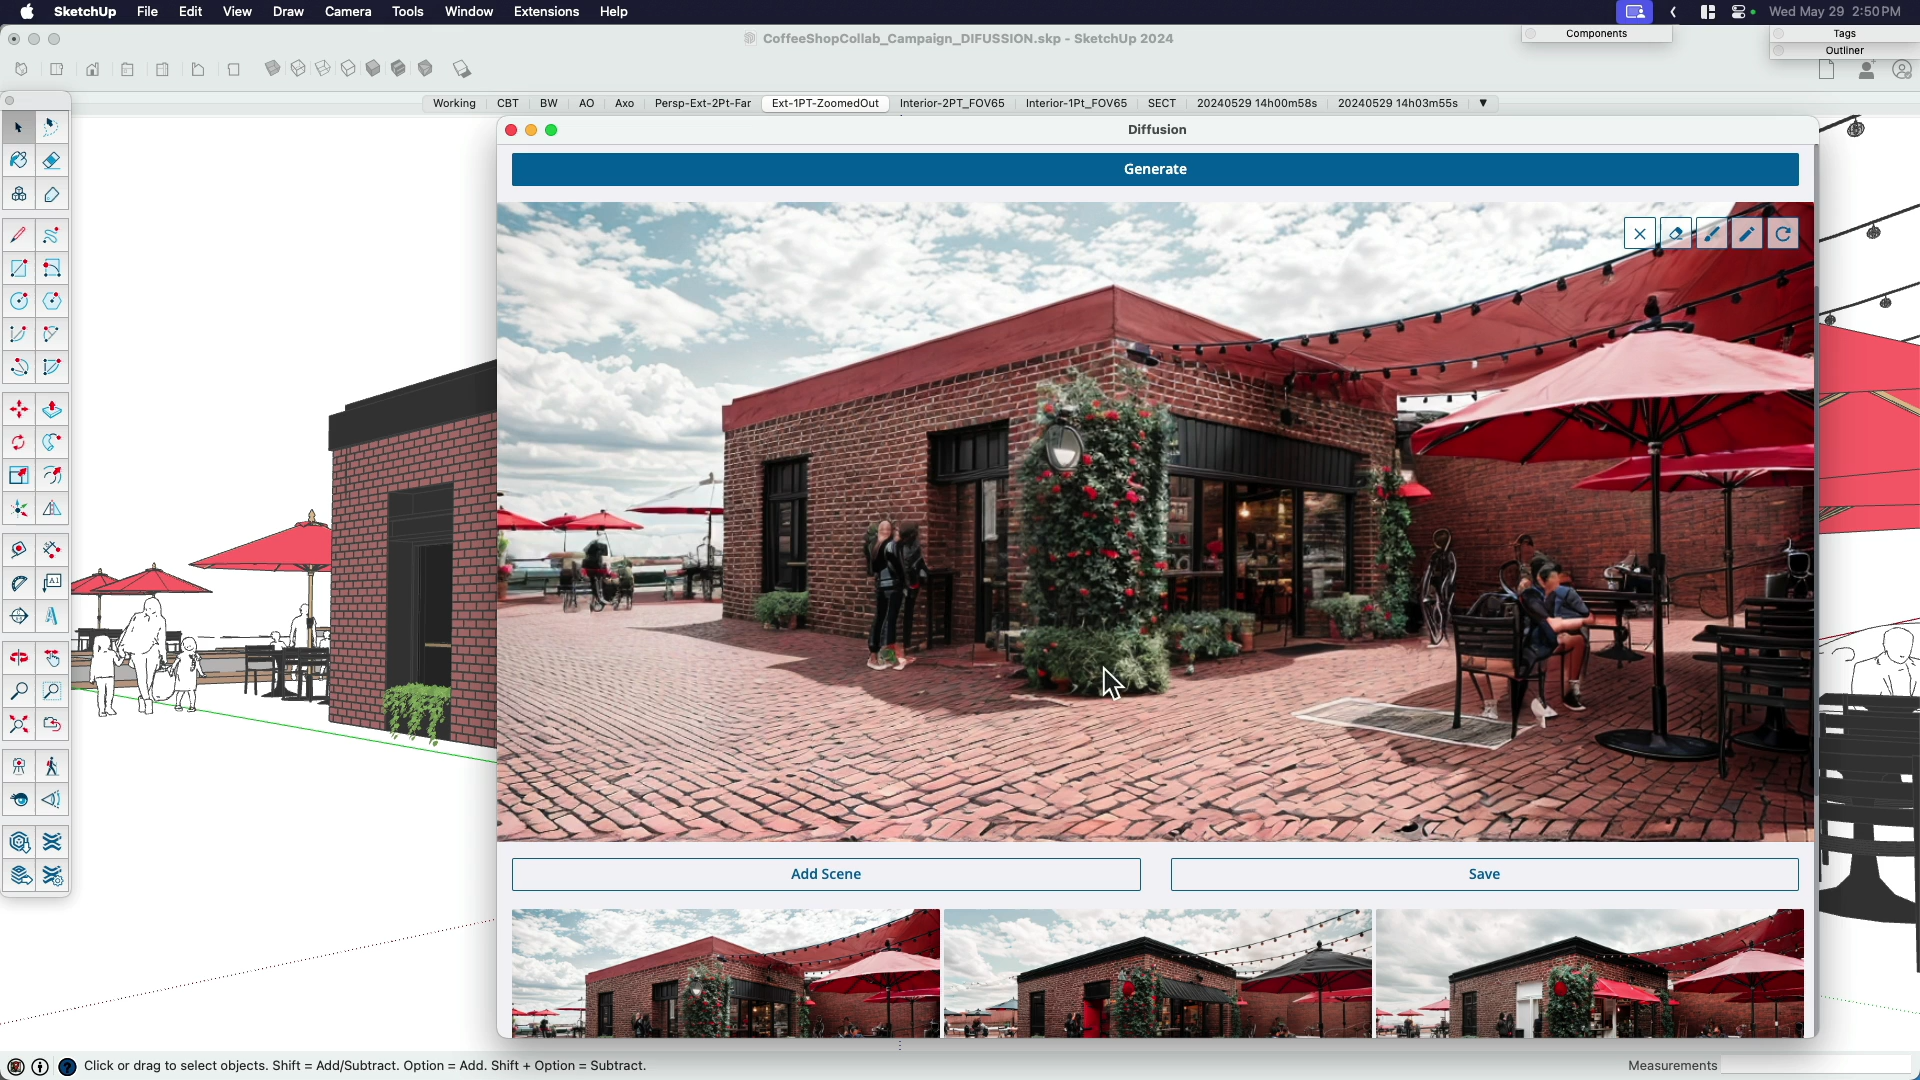 SketchUp File Edit View Draw Camera Tools Window Extensions Help Wed May 29 2:50PM
CoffeeShopCollab_Campaign_DIFUSSION.skp - SketchUp 2024
Components
Tags
Outliner
Working CBT BW AO Axo Persp-Ext-2Pt-Far Ext-1PT-ZoomedOut Interior-2PT_FOV65 Interior-1Pt_FOV65 SECT 20240529 14h00m58s 20240529 14h03m55s
Diffusion
Generate
Add Scene Save
Click or drag to select objects. Shift = Add/Subtract. Option = Add. Shift + Option = Subtract. Measurements